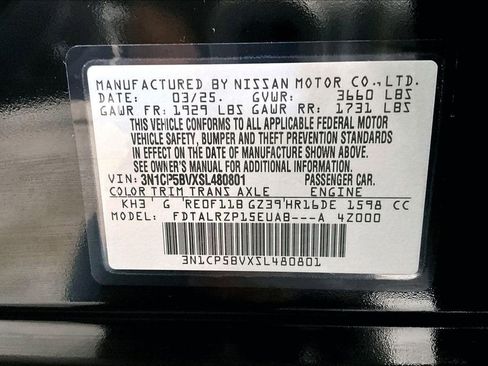 MANUFACTURED BY NISSAN MOTOR CO.,LTD.
DATE: 03/25. GVWR: 3660 LBS
GAWR FR: 1929 LBS GAWR RR: 1731 LBS
THIS VEHICLE CONFORMS TO ALL APPLICABLE FEDERAL MOTOR
VEHICLE SAFETY, BUMPER AND THEFT PREVENTION STANDARDS
IN EFFECT ON THE DATE OF MANUFACTURE SHOWN ABOVE.
SEE OWNER'S MANUAL FOR ADDITIONAL INFORMATION.
VIN: 3N1CP5BVXSL480801 PASSENGER CAR.
COLOR TRIM TRANS AXLE ENGINE
KH3 ' G 'RE0F11B GZ39'HR16DE 1598 CC
MODEL: FDTALRZP15EUAB---A 4Z000
3N1CP5BVXSL480801